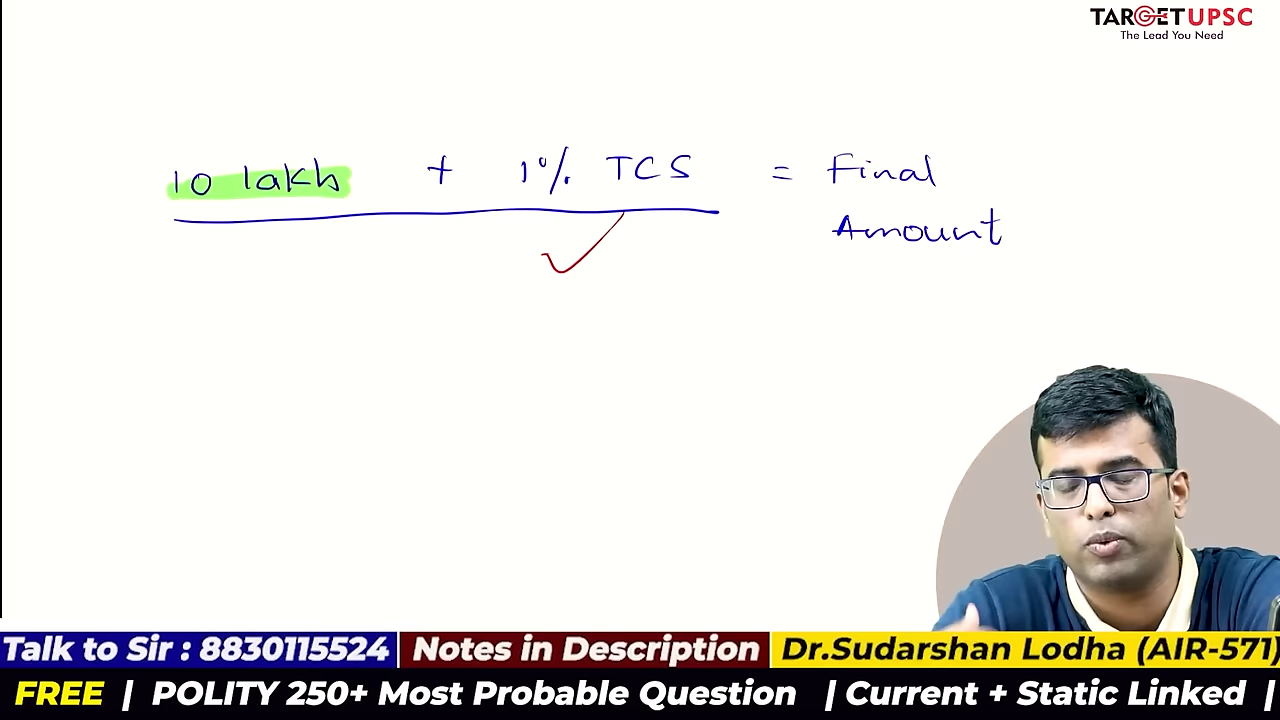 TARGETUPSC
The Lead You Need
10 lakh + 1% TCS = Final
Amount
Talk to Sir : 8830115524 Notes in Description Dr.Sudarshan Lodha (AIR-571)
FREE | POLITY 250+ Most Probable Question | Current + Static Linked |